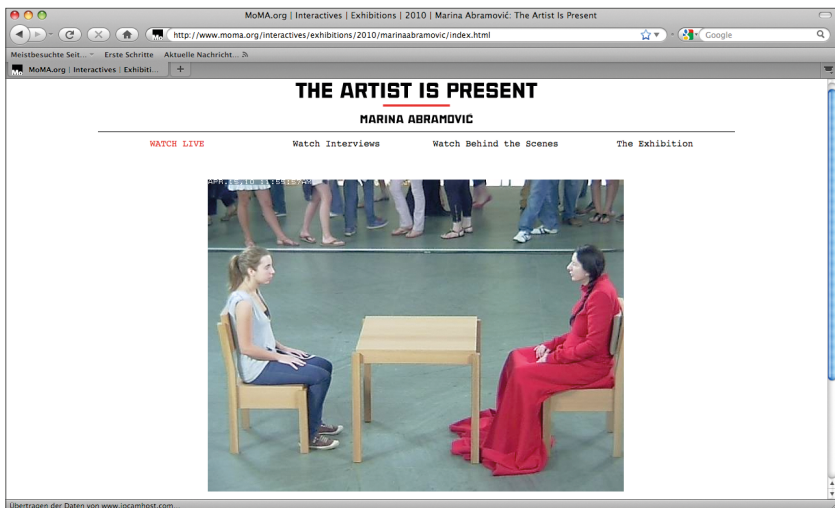 MoMA.org | Interactives | Exhibitions | 2010 | Marina Abramović: The Artist Is Present
http://www.moma.org/interactives/exhibitions/2010/marinaabramovic/index.html
Google
Meistbesuchte Seit...
Erste Schritte
Aktuelle Nachricht...
Mo MoMA.org | Interactives | Exhibiti...
THE ARTIST IS PRESENT
MARINA ABRAMOVIĆ
WATCH LIVE
Watch Interviews
Watch Behind the Scenes
The Exhibition
Übertragen der Daten von www.ipcamhost.com...